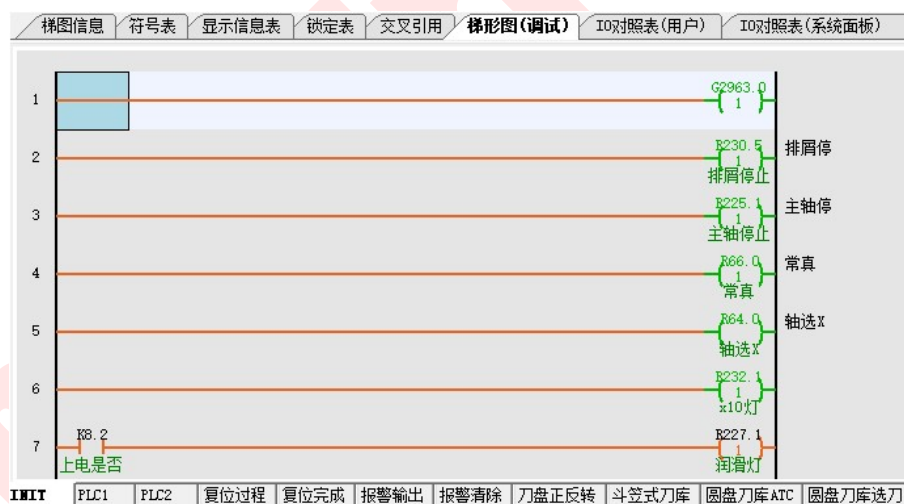 梯图信息 符号表 显示信息表 锁定表 交叉引用 梯形图(调试) IO对照表(用户) IO对照表(系统面板)
1 G2963.0 1
2 R230.5 1 排屑停止 排屑停
3 R225.1 1 主轴停止 主轴停
4 R66.0 1 常真 常真
5 R64.0 1 轴选X 轴选X
6 R232.1 1 x10灯
7 K8.2 上电是否 R227.1 1 润滑灯
INIT PLC1 PLC2 复位过程 复位完成 报警输出 报警清除 刀盘正反转 斗笠式刀库 圆盘刀库ATC 圆盘刀库选刀